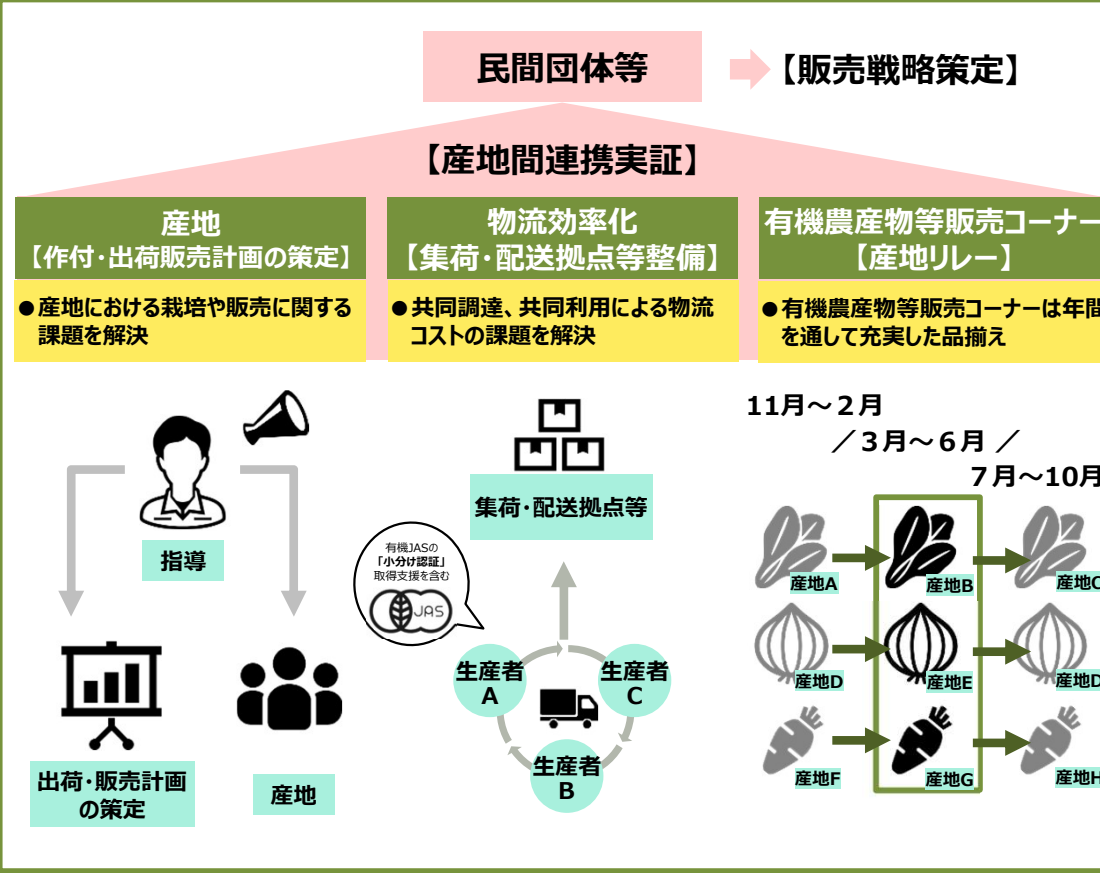 民間団体等
【販売戦略策定】
【産地間連携実証】
産地
【作付・出荷販売計画の策定】
●産地における栽培や販売に関する
課題を解決
指導
出荷・販売計画
の策定
産地
物流効率化
【集荷・配送拠点等整備】
●共同調達、共同利用による物流
コストの課題を解決
集荷・配送拠点等
有機JASの
「小分け認証」
取得支援を含む
JAS
生産者
A
生産者
C
生産者
B
有機農産物等販売コーナー
【産地リレー】
●有機農産物等販売コーナーは年間
を通して充実した品揃え
11月～2月
／3月～6月／
7月～10月
産地A
産地B
産地C
産地D
産地E
産地D
産地F
産地G
産地H